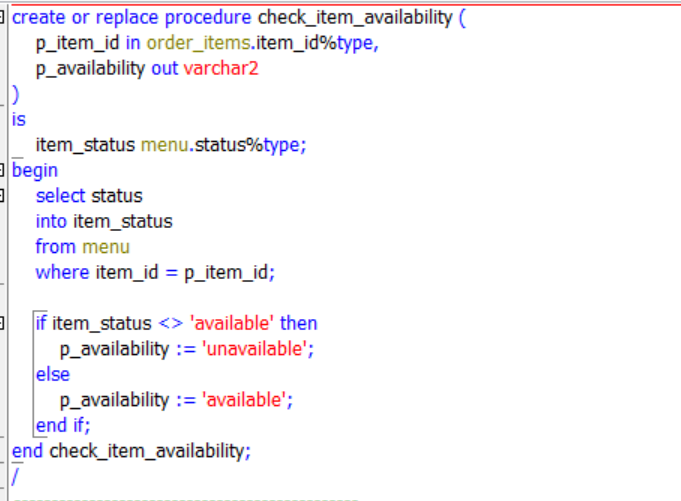 create or replace procedure check_item_availability (
    p_item_id in order_items.item_id%type,
    p_availability out varchar2
)
is
    item_status menu.status%type;
begin
    select status
    into item_status
    from menu
    where item_id = p_item_id;

    if item_status <> 'available' then
        p_availability := 'unavailable';
    else
        p_availability := 'available';
    end if;
end check_item_availability;
/